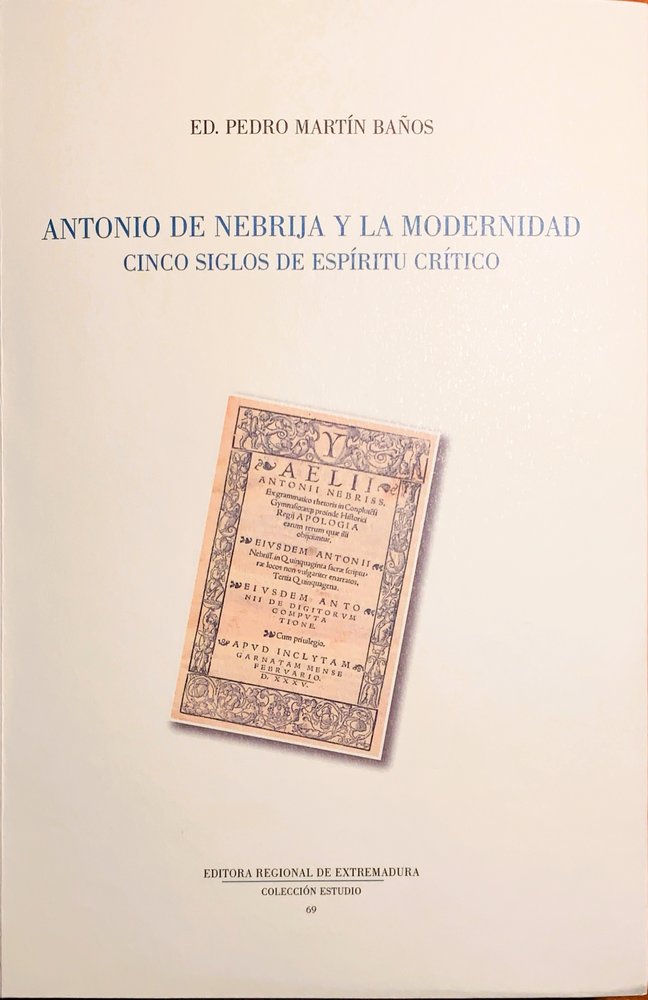 ED. PEDRO MARTÍN BAÑOS
ANTONIO DE NEBRIJA Y LA MODERNIDAD
CINCO SIGLOS DE ESPÍRITU CRÍTICO
Y
AELII
ANTONII NEBRISS.
Ex grammatico rhetoris in Complutẽsi
Gymnasio atq; proinde Historici
Regij APOLOGIA
earum rerum quæ illi
obijciuntur.
EIVSDEM ANTONII
Nebriss. in Quinquaginta sacræ scriptu-
ræ locos non vulgariter enarratos.
Tertia Quinquagena.
EIVSDEM ANTO
NII DE DIGITORVM
COMPVTA
TIONE.
Cum priuilegio.
APVD INCLYTAM
GARNATAM MENSE
FEBRVARIO.
D. XXXV.
EDITORA REGIONAL DE EXTREMADURA
COLECCIÓN ESTUDIO
69